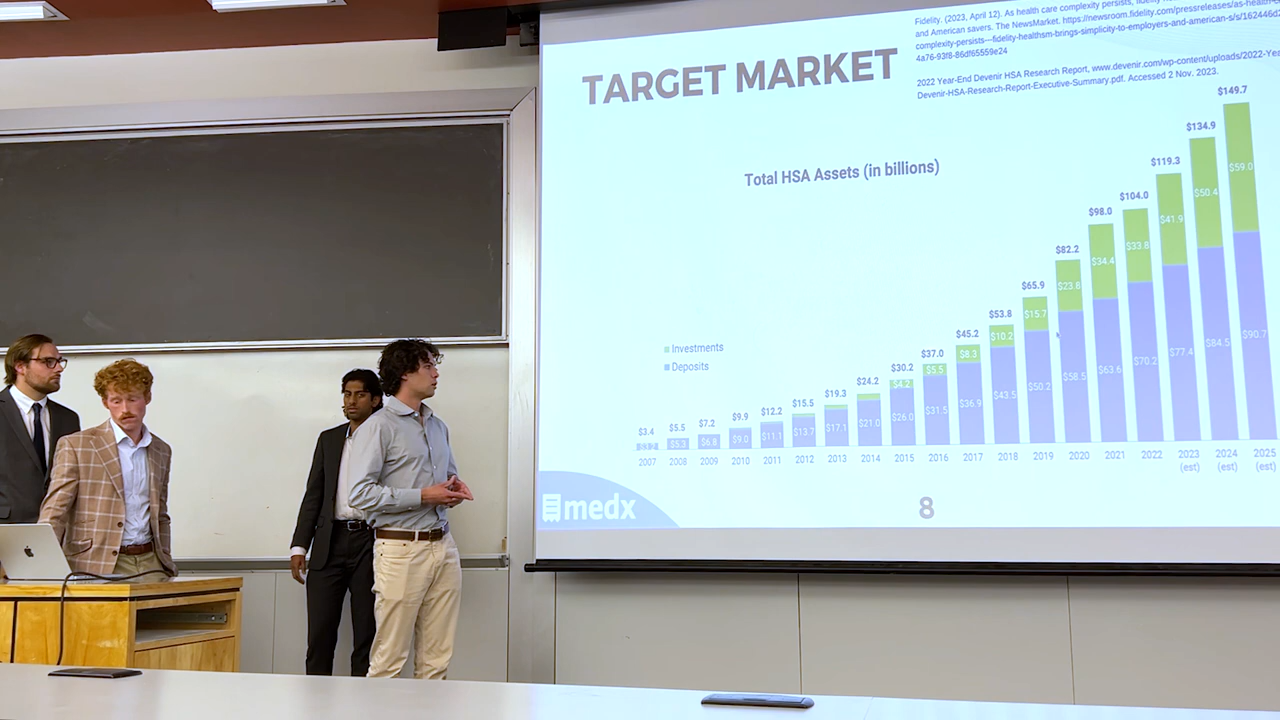 Fidelity. (2023, April 12). As health care complexity persists, fidelity
and American savers. The NewsMarket. https://newsroom.fidelity.com/pressreleases/as-health-c
complexity-persists—fidelity-healthsm-brings-simplicity-to-employers-and-american-s/s/162446d2
4a76-93f8-86df65559e24
TARGET MARKET
2022 Year-End Devenir HSA Research Report, www.devenir.com/wp-content/uploads/2022-Yea
Devenir-HSA-Research-Report-Executive-Summary.pdf. Accessed 2 Nov. 2023.
Total HSA Assets (in billions)
$3.4 $5.5 $7.2 $9.9 $12.2 $15.5 $19.3 $24.2 $30.2 $37.0 $45.2 $53.8 $65.9 $82.2 $98.0 $104.0 $119.3 $134.9 $149.7
Investments
Deposits
$4.2 $5.5 $8.3 $10.2 $15.7 $23.8 $34.4 $33.8 $41.9 $50.4 $59.0
$5.3 $6.8 $9.0 $11.1 $13.7 $17.1 $21.0 $26.0 $31.5 $36.9 $43.5 $50.2 $58.5 $63.6 $70.2 $77.4 $84.5 $90.7
2007 2008 2009 2010 2011 2012 2013 2014 2015 2016 2017 2018 2019 2020 2021 2022 2023 2024 2025
(est) (est) (est)
medx
8